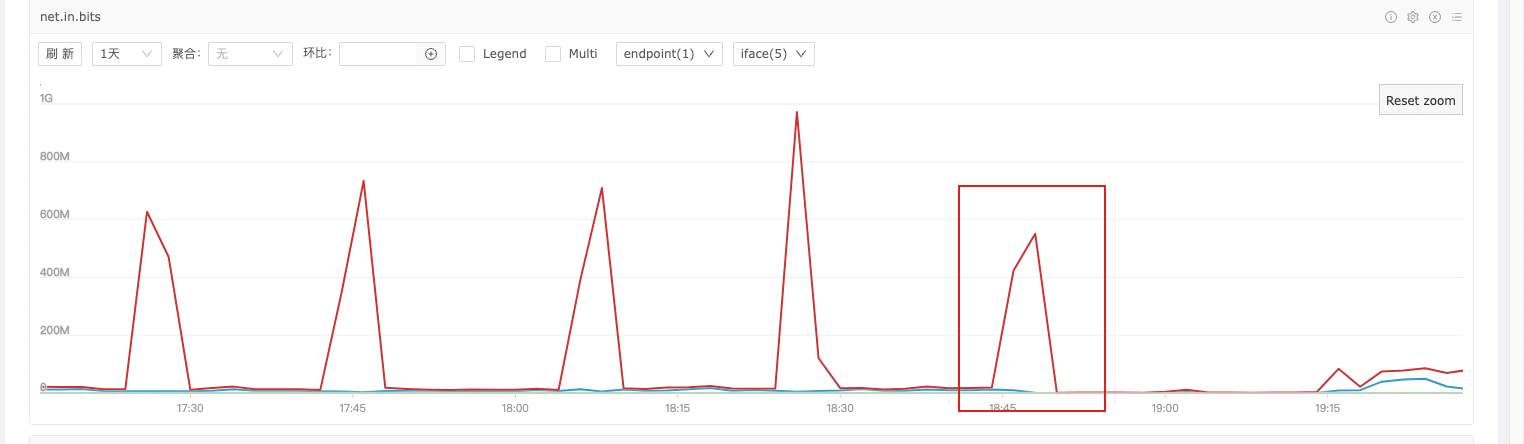 net.in.bits
刷 新 1天 聚合: 无 环比: Legend Multi endpoint(1) iface(5)
Reset zoom
1G
800M
600M
400M
200M
0
17:30 17:45 18:00 18:15 18:30 18:45 19:00 19:15